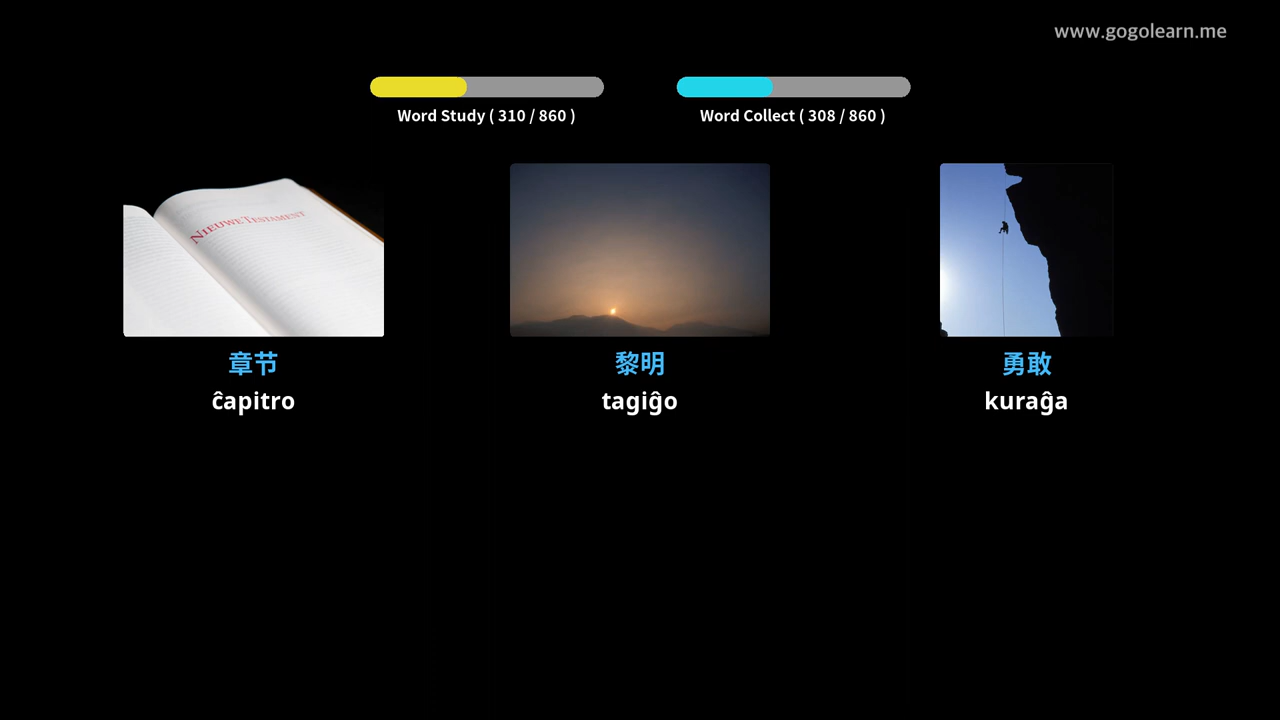 www.gogolearn.me
Word Study ( 310 / 860 )
Word Collect ( 308 / 860 )
NIEUWE TESTAMENT
章节
ĉapitro
黎明
tagiĝo
勇敢
kuraĝa